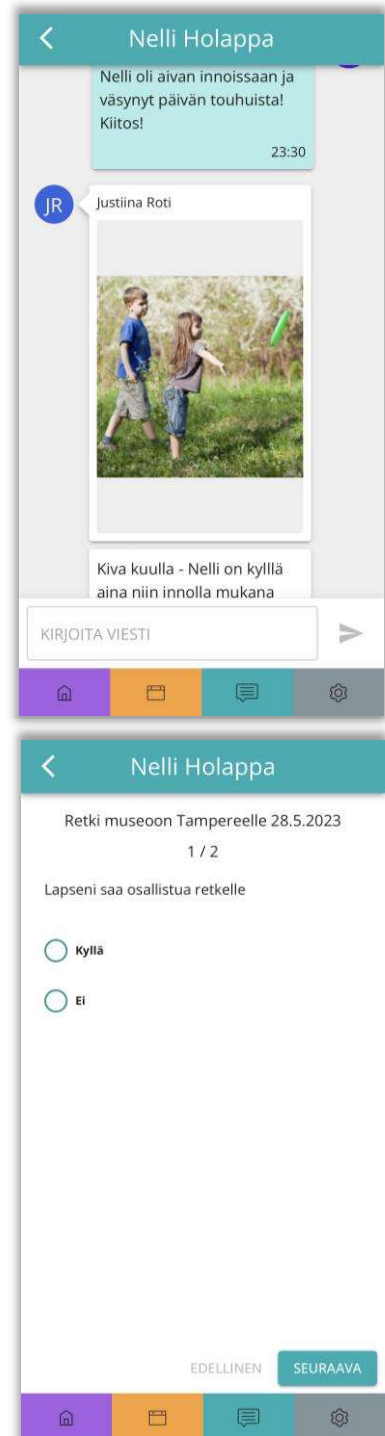 Nelli Holappa
Nelli oli aivan innoissaan ja
väsynyt päivän touhuista!
Kiitos!
23:30
JR
Justiina Roti
Kiva kuulla - Nelli on kylllä
aina niin innolla mukana
KIRJOITA VIESTI
Nelli Holappa
Retki museoon Tampereelle 28.5.2023
1 / 2
Lapseni saa osallistua retkelle
Kyllä
Ei
EDELLINEN
SEURAAVA